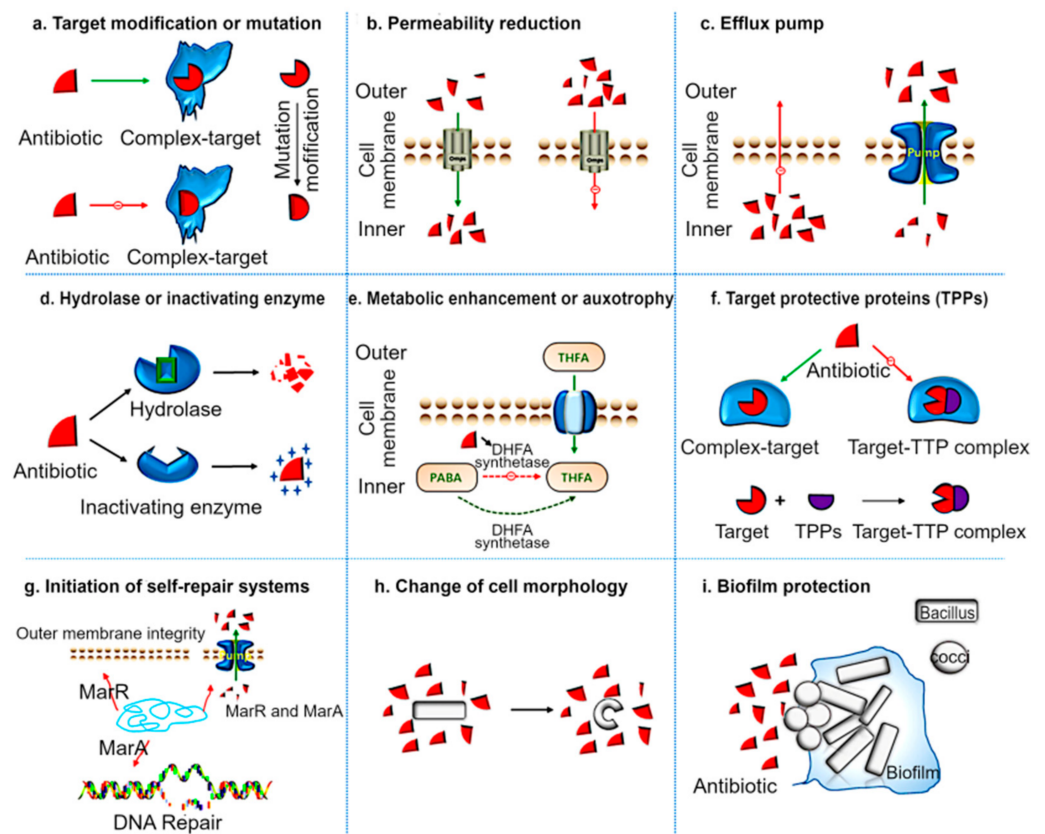 a. Target modification or mutation
Antibiotic
Complex-target
Mutation
mofification
Antibiotic
Complex-target
b. Permeability reduction
Outer
Cell
membrane
Inner
Omps
Omps
c. Efflux pump
Outer
Cell
membrane
Inner
Pump
d. Hydrolase or inactivating enzyme
Hydrolase
Antibiotic
Inactivating enzyme
e. Metabolic enhancement or auxotrophy
Outer
Cell
membrane
Inner
THFA
DHFA
synthetase
PABA
THFA
DHFA
synthetase
f. Target protective proteins (TPPs)
Antibiotic
Complex-target
Target-TTP complex
Target
+
TPPs
Target-TTP complex
g. Initiation of self-repair systems
Outer membrane integrity
Pump
MarR
MarR and MarA
MarA
DNA Repair
h. Change of cell morphology
i. Biofilm protection
Bacillus
cocci
Antibiotic
Biofilm